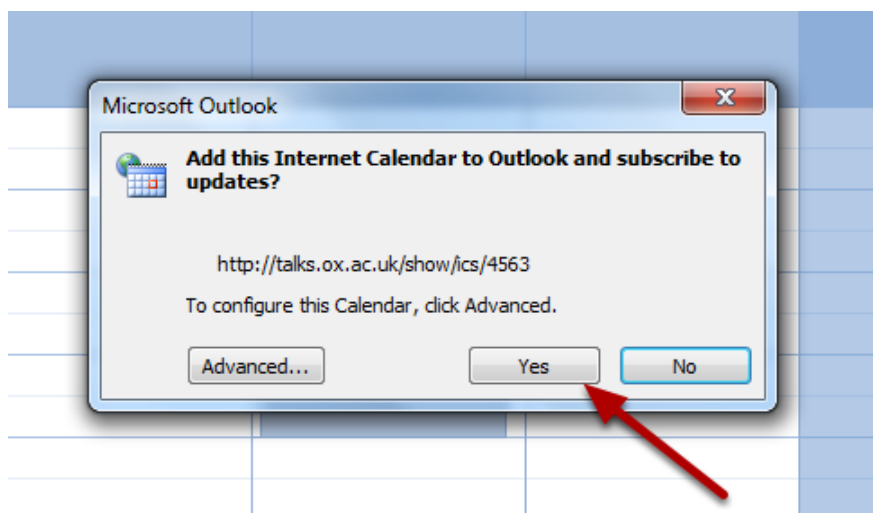 Microsoft Outlook
Add this Internet Calendar to Outlook and subscribe to
updates?
http://talks.ox.ac.uk/show/ics/4563
To configure this Calendar, click Advanced.
Advanced... Yes No